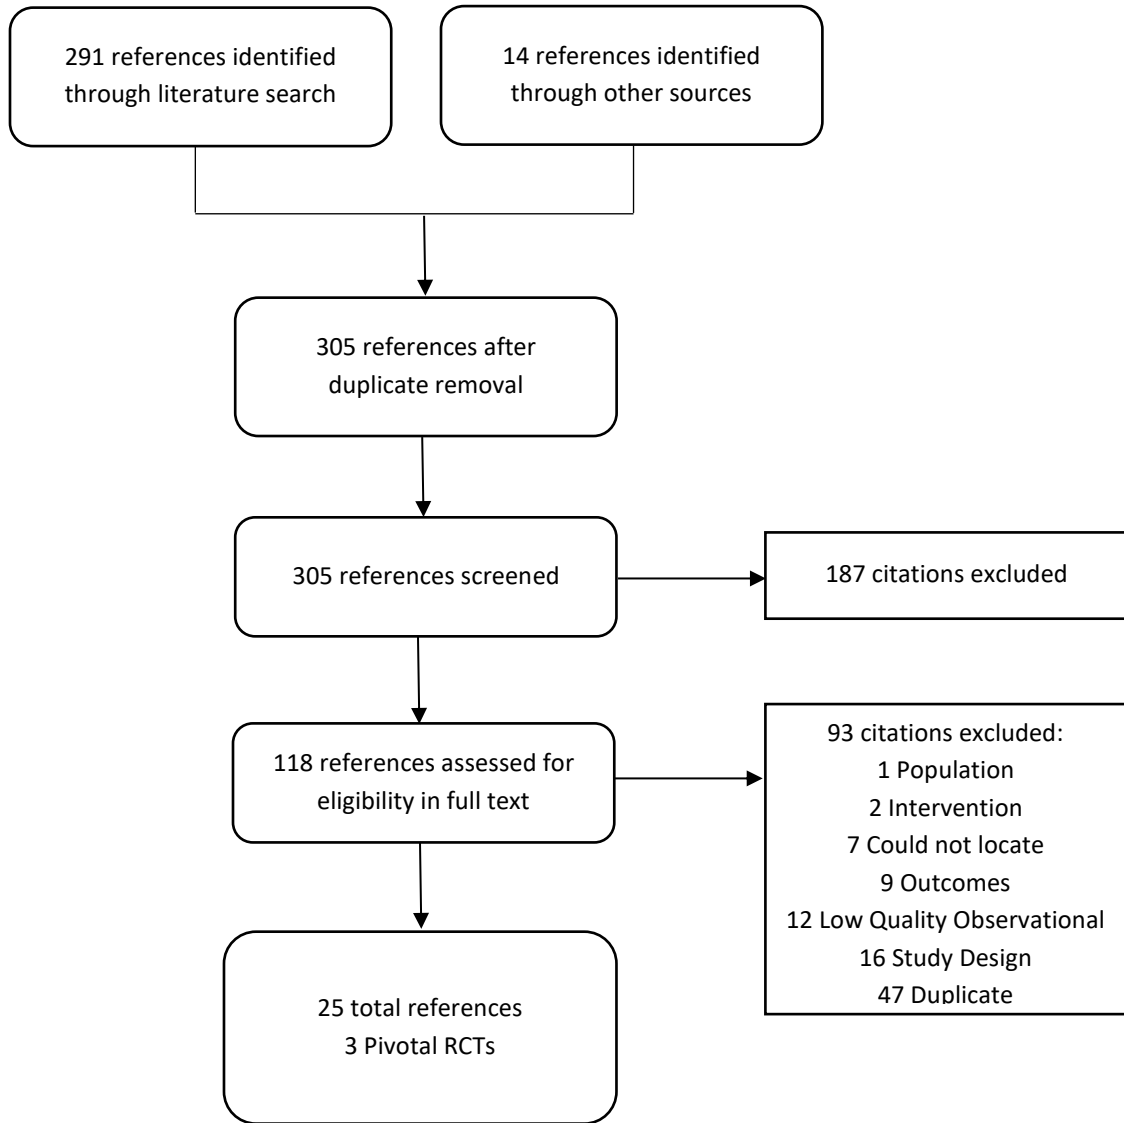 291 references identified
through literature search
14 references identified
through other sources
305 references after
duplicate removal
305 references screened
187 citations excluded
118 references assessed for
eligibility in full text
93 citations excluded:
1 Population
2 Intervention
7 Could not locate
9 Outcomes
12 Low Quality Observational
16 Study Design
47 Duplicate
25 total references
3 Pivotal RCTs